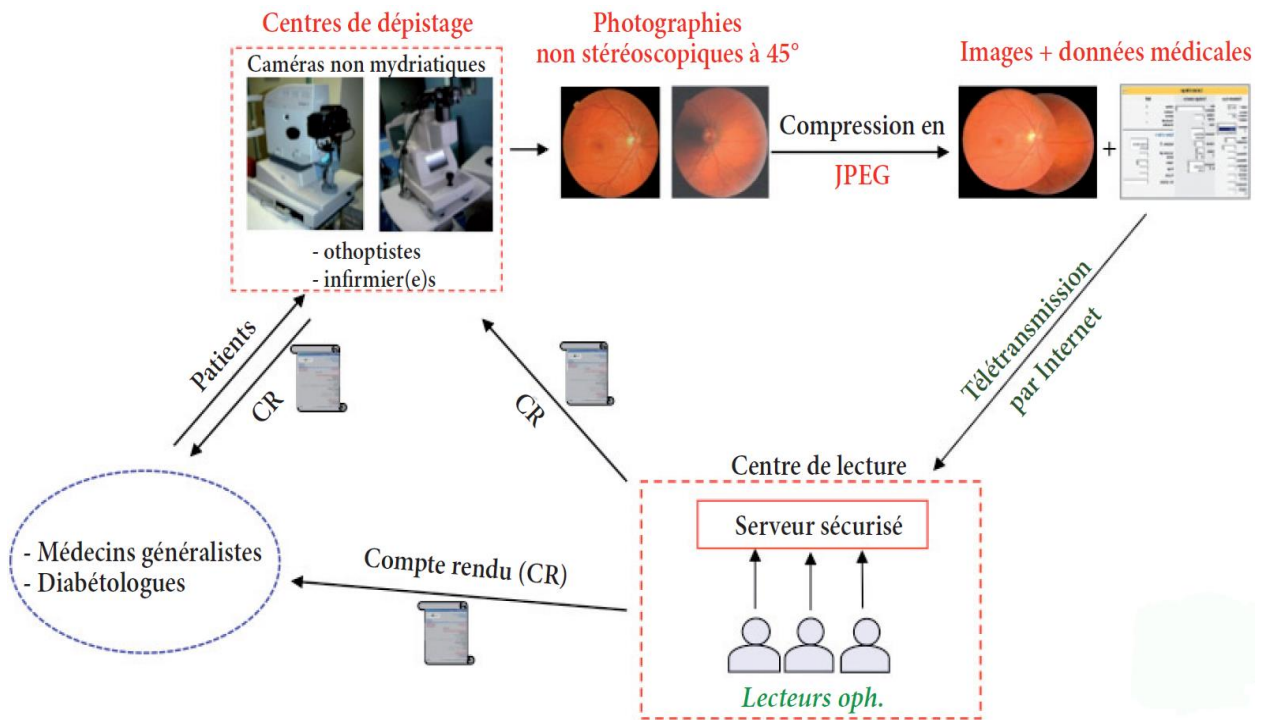 Centres de dépistage
Caméras non mydriatiques
- othoptistes
- infirmier(e)s
Photographies
non stéréoscopiques à 45°
Compression en
JPEG
Images + données médicales
+
Télétransmission
par Internet
Patients
CR
CR
Centre de lecture
Serveur sécurisé
Lecteurs oph.
Compte rendu (CR)
- Médecins généralistes
- Diabétologues